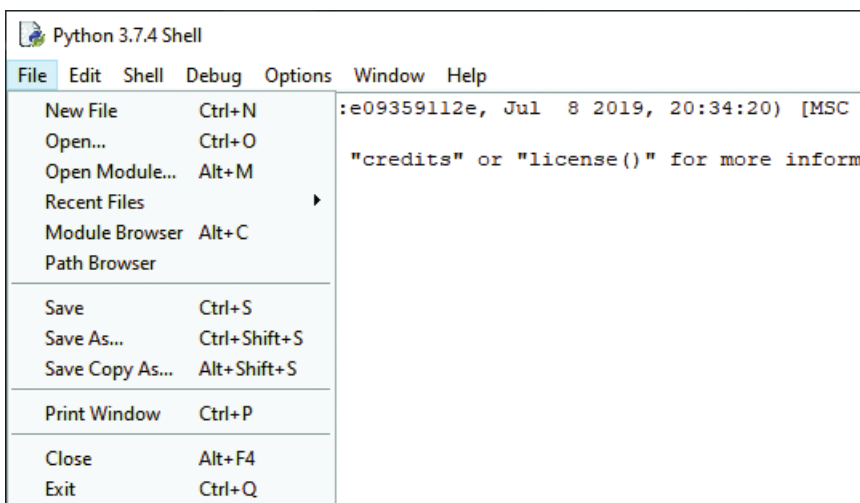 Python 3.7.4 Shell
File Edit Shell Debug Options Window Help
New File Ctrl+N
:e09359112e, Jul 8 2019, 20:34:20) [MSC
Open... Ctrl+O
"credits" or "license()" for more inform
Open Module... Alt+M
Recent Files
Module Browser Alt+C
Path Browser
Save Ctrl+S
Save As... Ctrl+Shift+S
Save Copy As... Alt+Shift+S
Print Window Ctrl+P
Close Alt+F4
Exit Ctrl+Q